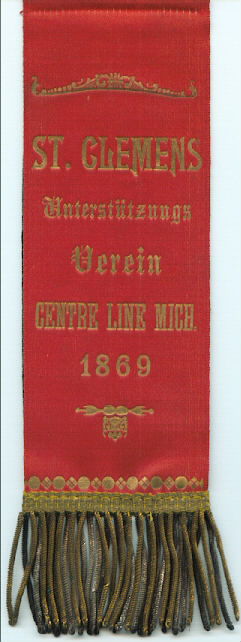 ST. CLEMENS
Unterstützungs
Verein
CENTRE LINE MICH.
1869